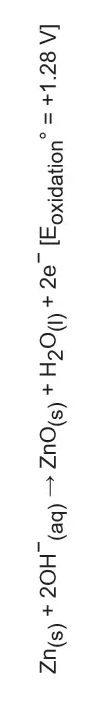 Zn(s) + 2OH⁻(aq) → ZnO(s) + H₂O(l) + 2e⁻ [Eoxidation° = +1.28 V]